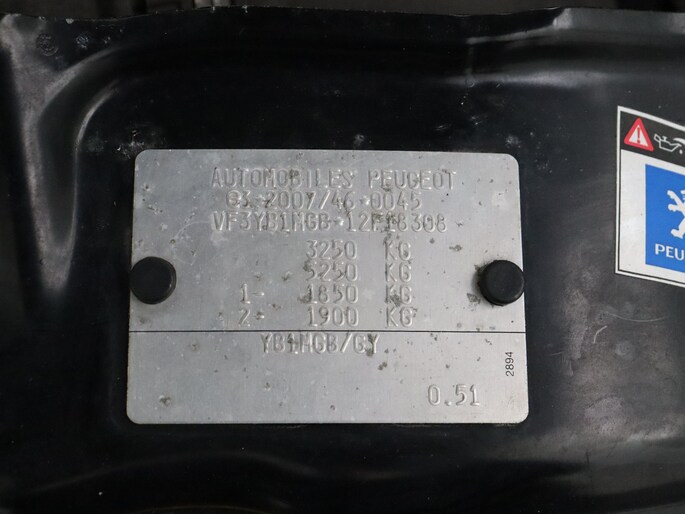 AUTOMOBILES PEUGEOT
e3*2007/46*0045
VF3YB1MGB-12F18308
3250 KG
5250 KG
1- 1850 KG
2- 1900 KG
YB1MGB/GY
2894
0.51
PEU